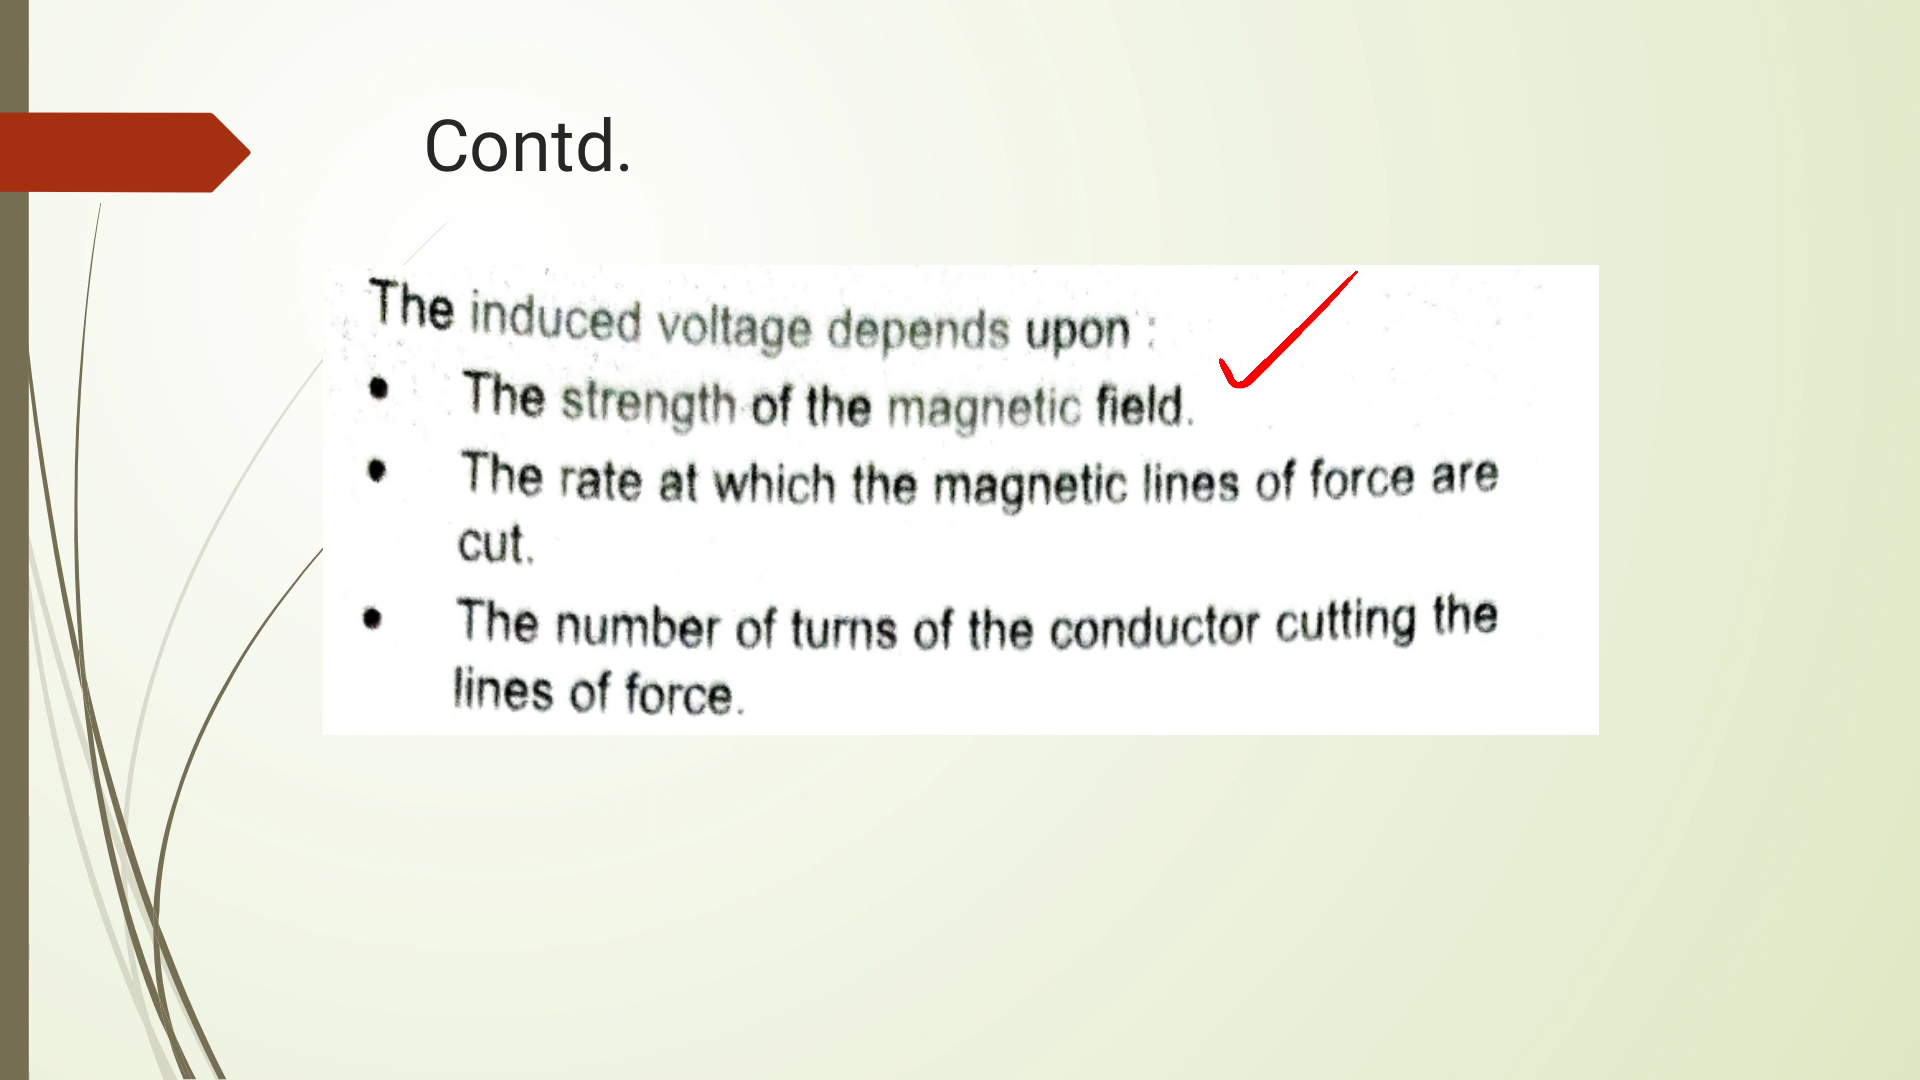 Contd.
The induced voltage depends upon :
• The strength of the magnetic field.
• The rate at which the magnetic lines of force are
cut.
• The number of turns of the conductor cutting the
lines of force.